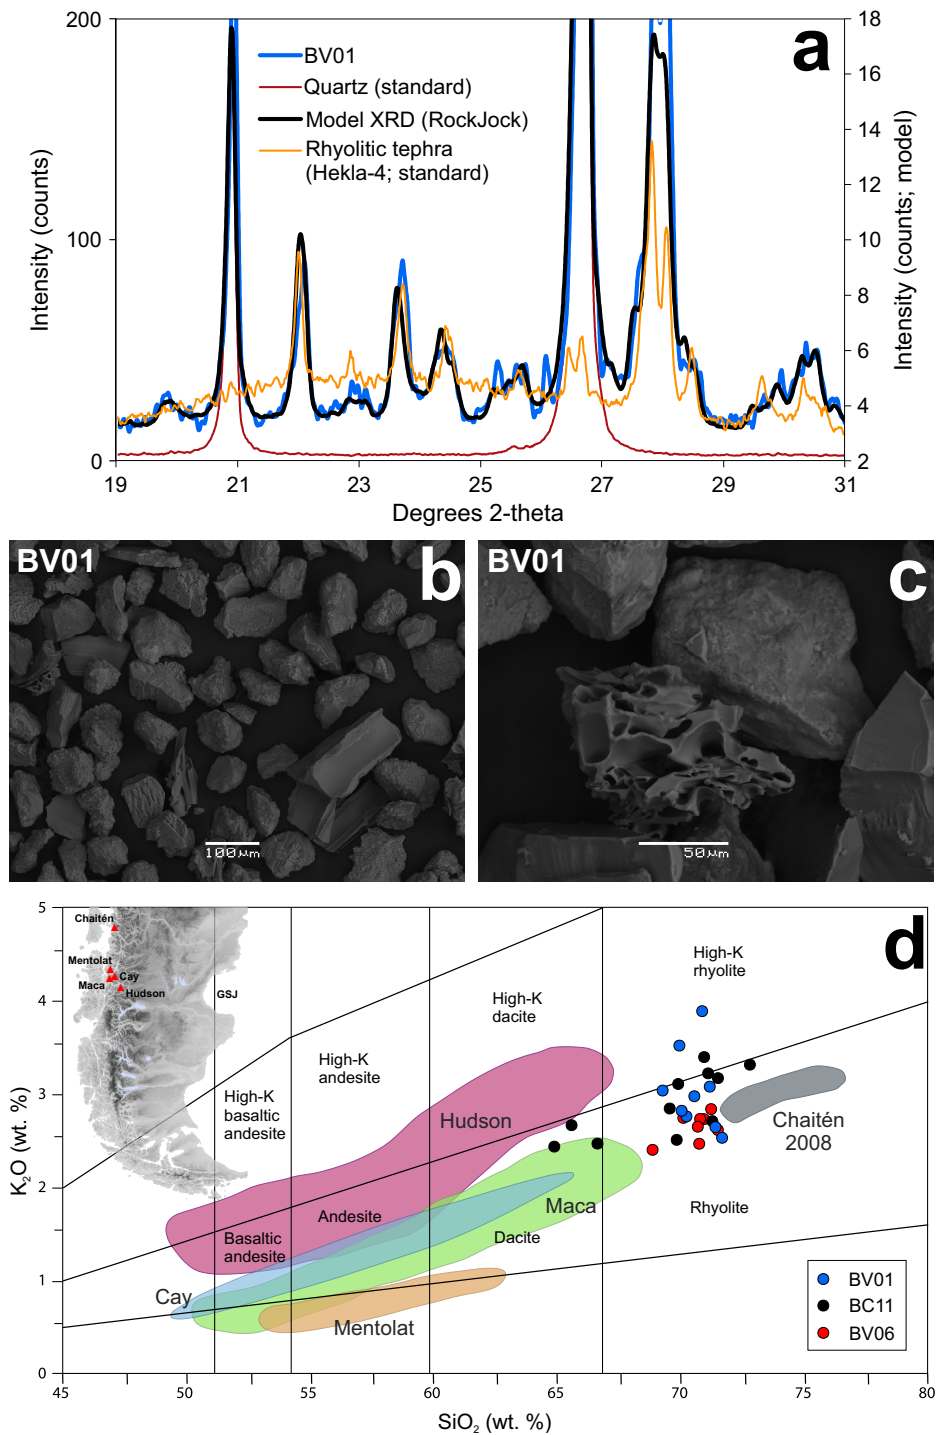 a
200
100
0
Intensity (counts)
BV01
Quartz (standard)
Model XRD (RockJock)
Rhyolitic tephra
(Hekla-4; standard)
18
16
14
12
10
8
6
4
2
Intensity (counts; model)
19
21
23
25
27
29
31
Degrees 2-theta
BV01
b
100µm
BV01
c
50µm
d
5
4
3
2
1
0
K₂O (wt. %)
Chaitén
Mentolat
Cay
Maca
Hudson
GSJ
High-K
basaltic
andesite
High-K
andesite
High-K
dacite
High-K
rhyolite
Hudson
Chaitén
2008
Maca
Andesite
Basaltic
andesite
Dacite
Rhyolite
Cay
Mentolat
BV01
BC11
BV06
45
50
55
60
65
70
75
80
SiO₂ (wt. %)